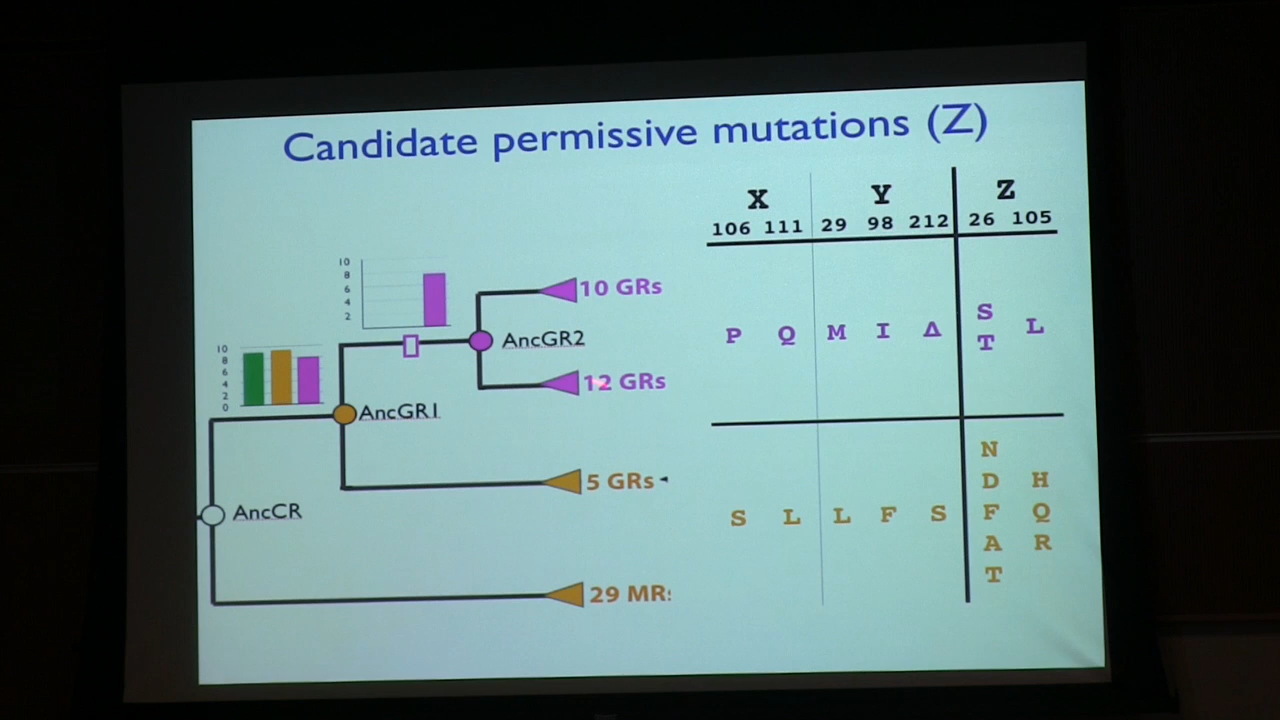 Candidate permissive mutations (Z)
X Y Z
106 111 29 98 212 26 105
10
8
6
4
2
10 GRs
AncGR2
12 GRs
10
8
6
4
2
0
AncGR1
5 GRs
AncCR
29 MR
P Q M I Δ S L
T
N
D H
S L L F S F Q
A R
T